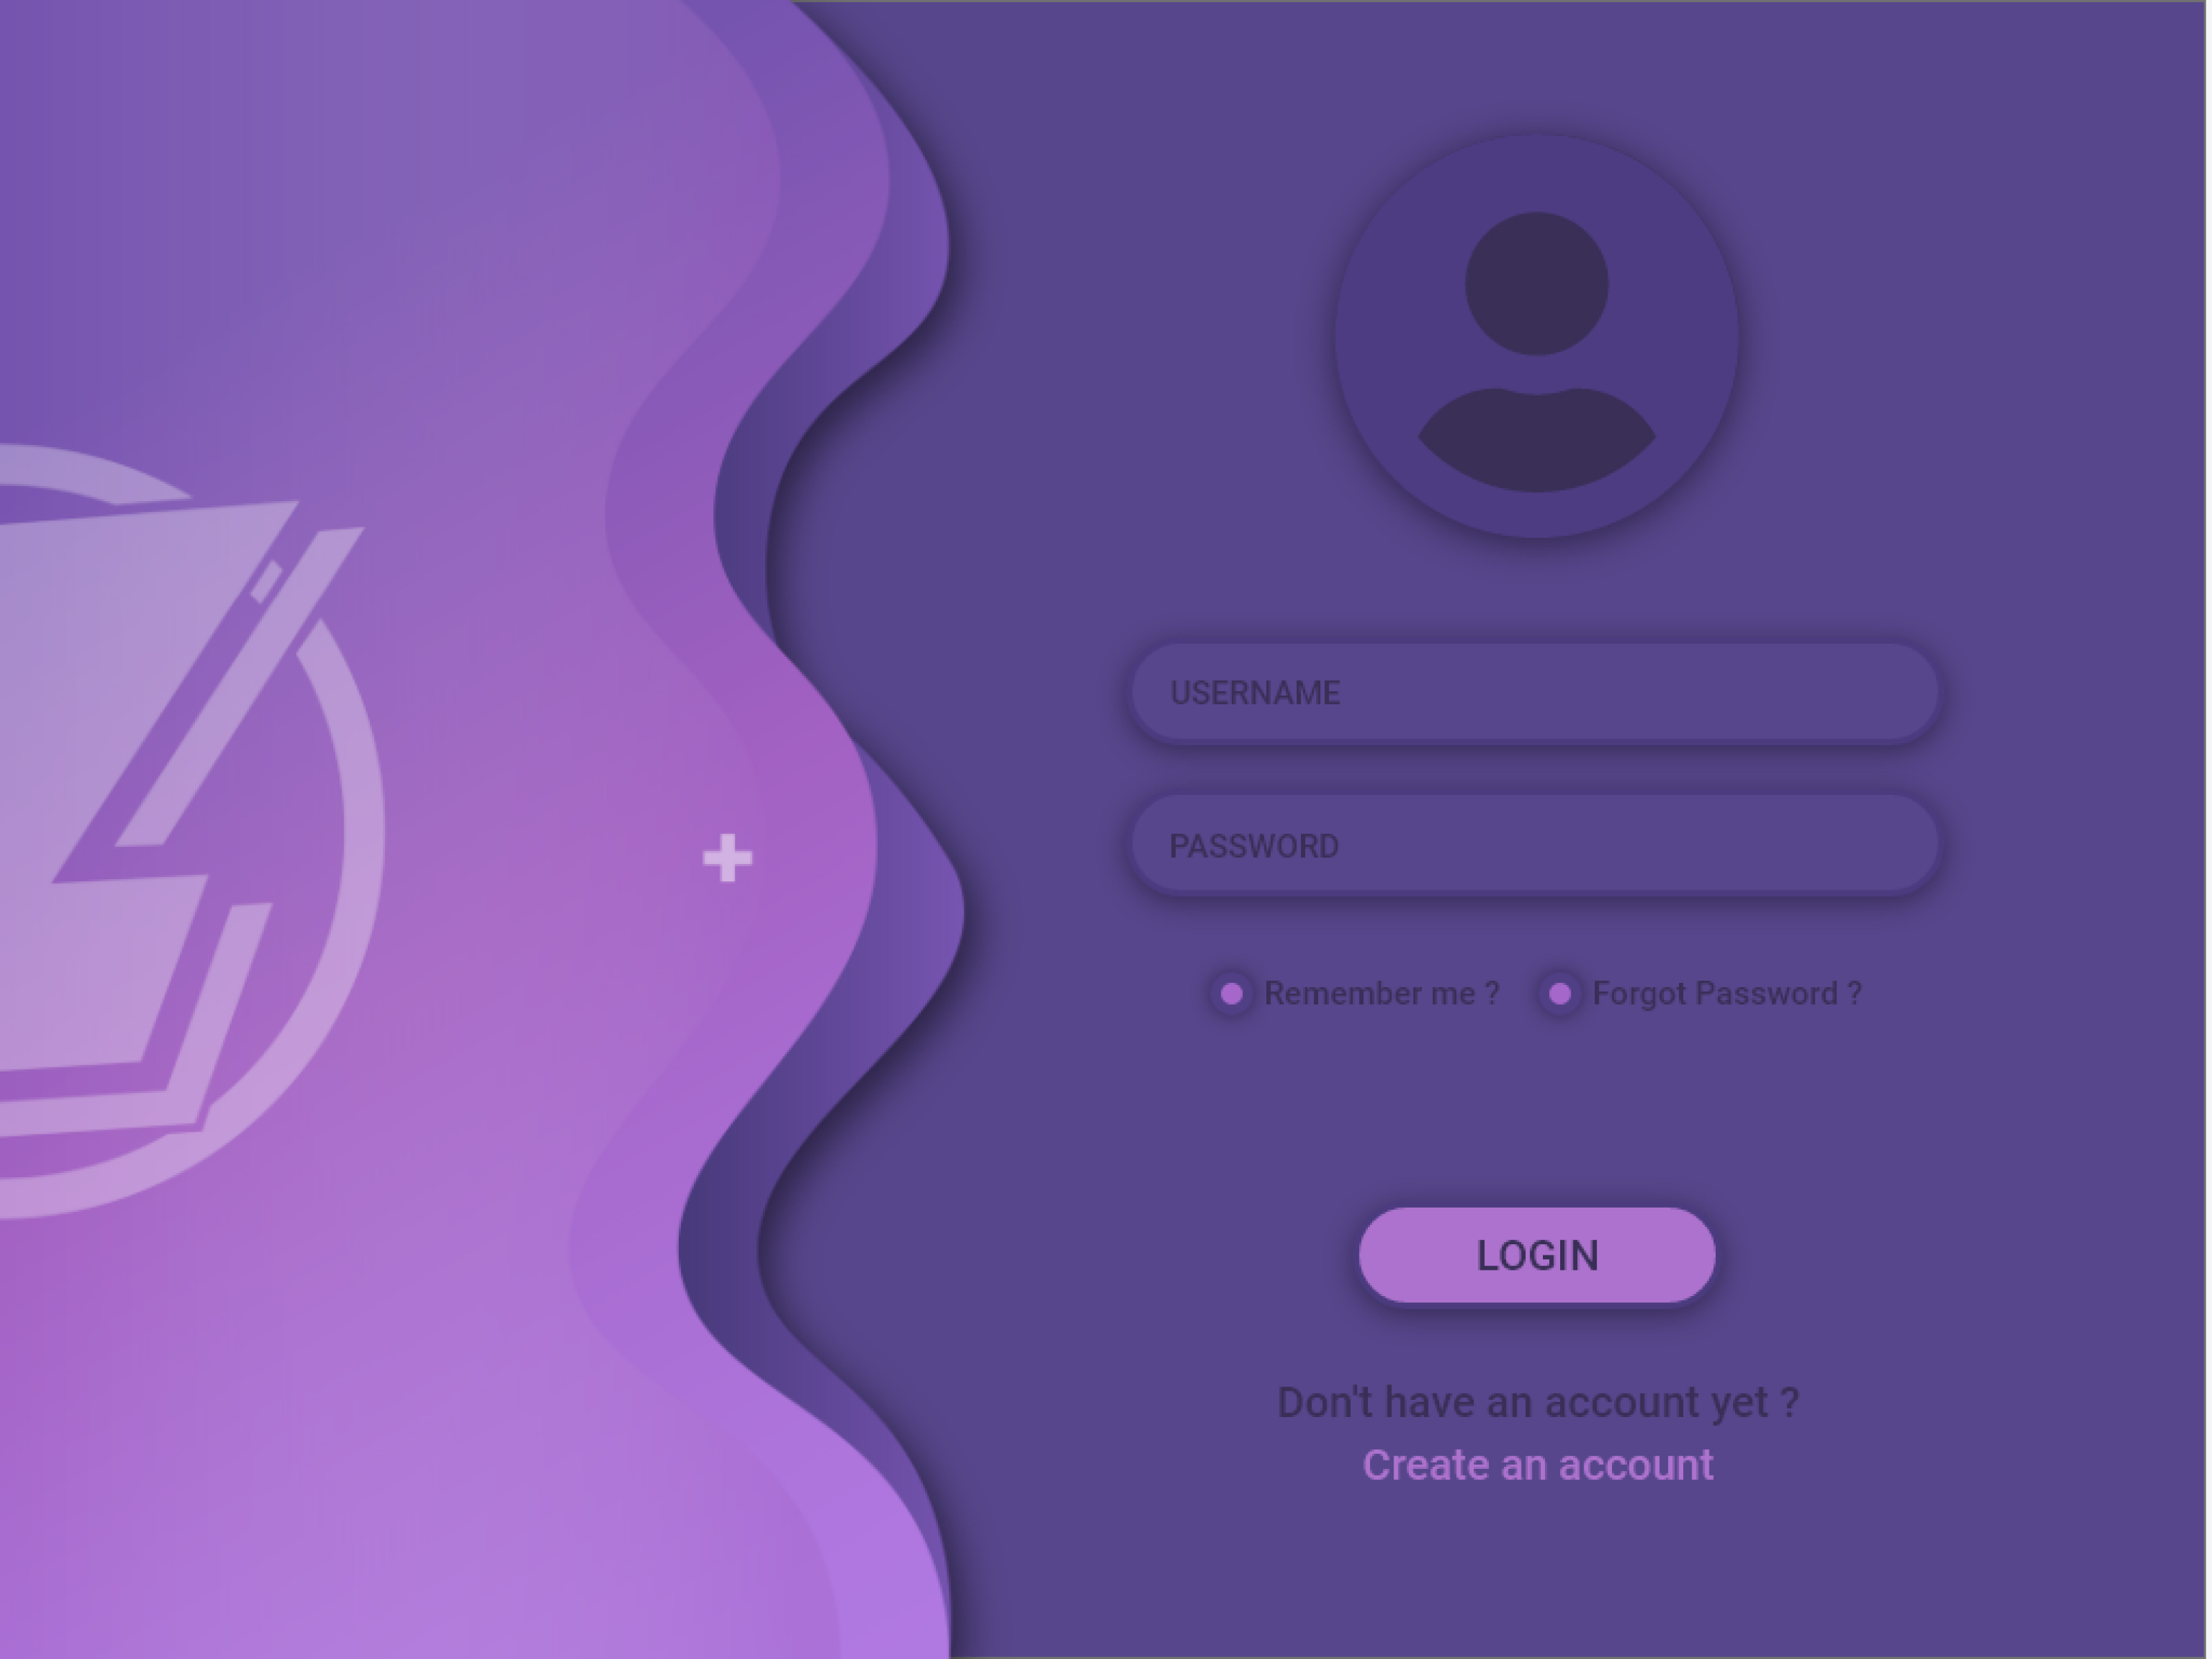 USERNAME
PASSWORD
Remember me ? Forgot Password ?
LOGIN
Don't have an account yet ?
Create an account